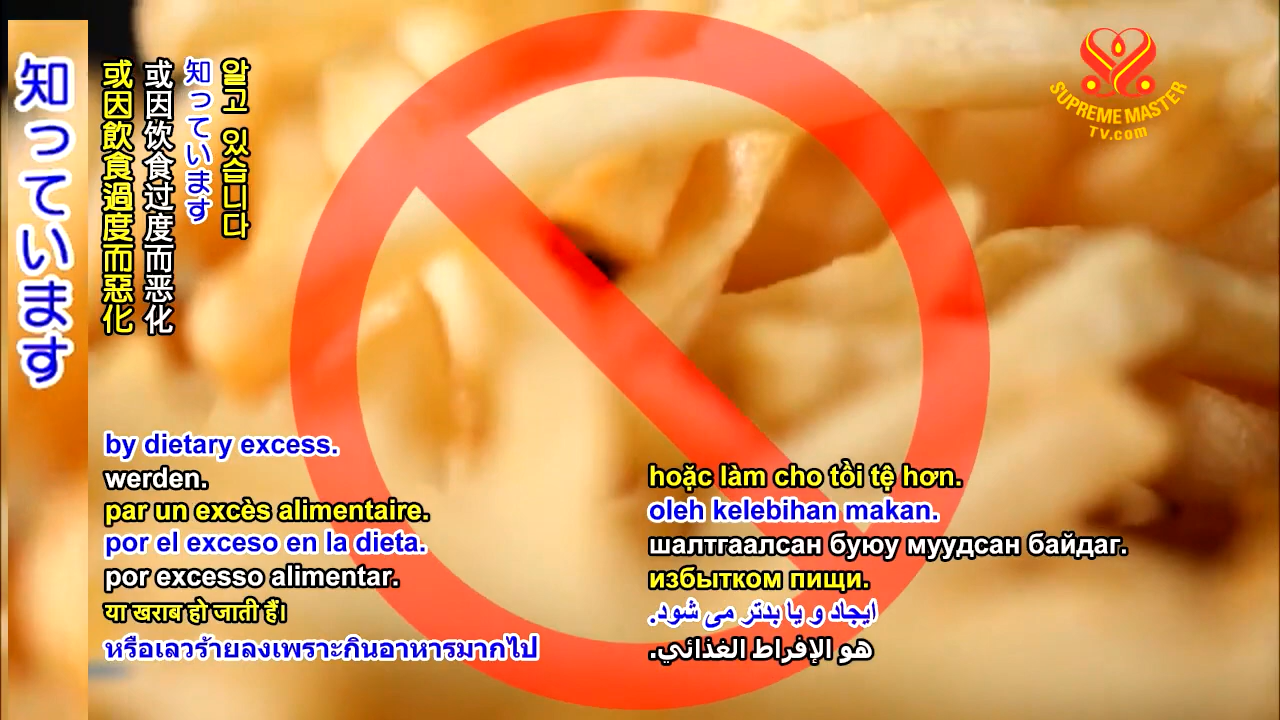 知っています
或因飲食過度而惡化
或因饮食过度而恶化
知っています
알고 있습니다
SUPREME MASTER
TV.com
by dietary excess.
werden.
par un excès alimentaire.
por el exceso en la dieta.
por excesso alimentar.
या खराब हो जाती हैं।
หรือเลวร้ายลงเพราะกินอาหารมากไป
hoặc làm cho tồi tệ hơn.
oleh kelebihan makan.
шалтгаалсан буюу муудсан байдаг.
избытком пищи.
ایجاد و یا بدتر می شود.
هو الإفراط الغذائي.